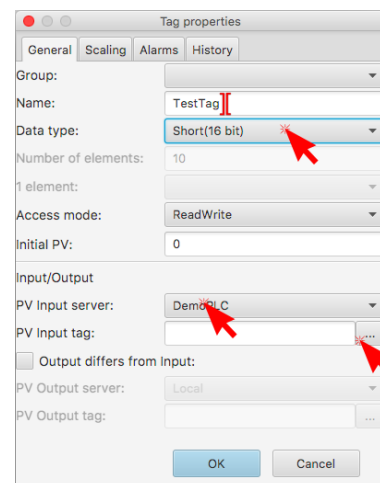 Tag properties
General Scaling Alarms History
Group:
Name: TestTag
Data type: Short(16 bit)
Number of elements: 10
1 element:
Access mode: ReadWrite
Initial PV: 0
Input/Output
PV Input server: DemoPLC
PV Input tag: ...
Output differs from Input:
PV Output server: Local
PV Output tag: ...
OK Cancel